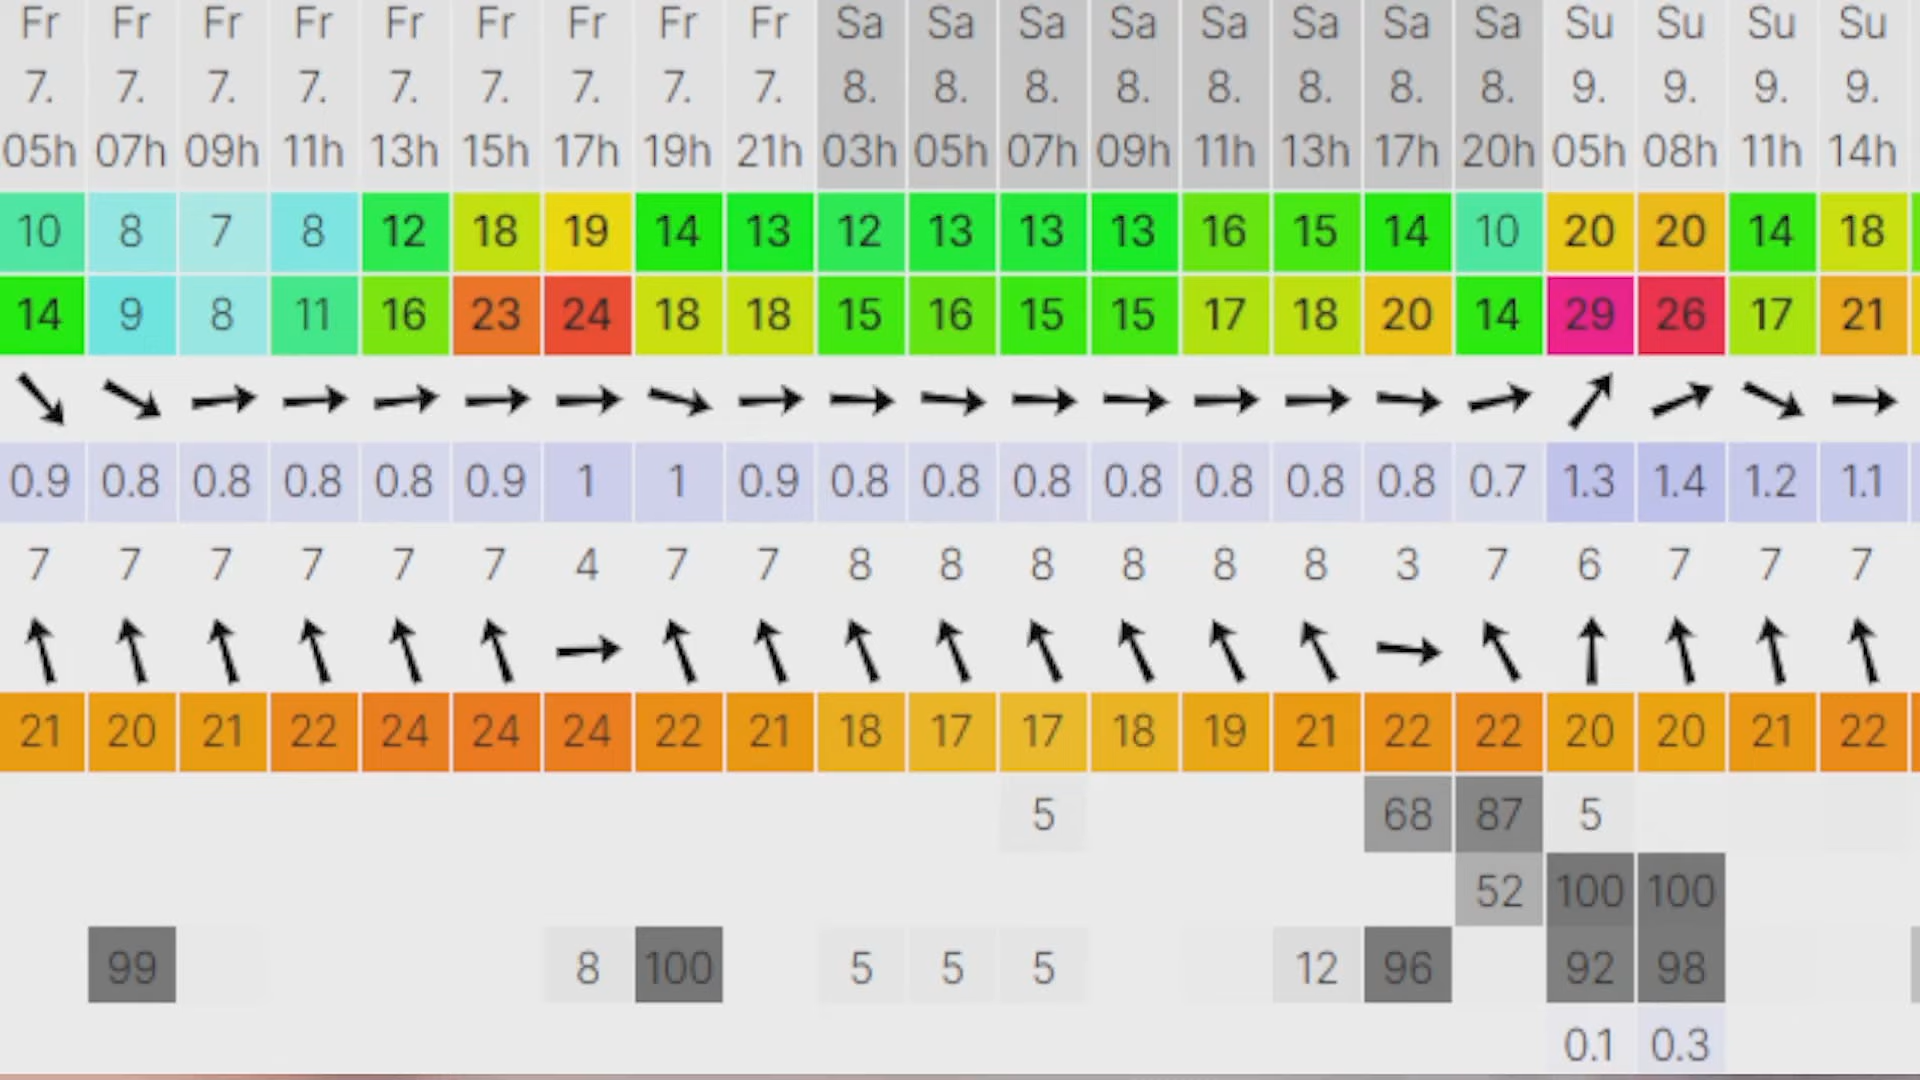 Fr Fr Fr Fr Fr Fr Fr Fr Fr Sa Sa Sa Sa Sa Sa Sa Sa Su Su Su Su
7. 7. 7. 7. 7. 7. 7. 7. 7. 8. 8. 8. 8. 8. 8. 8. 8. 9. 9. 9. 9.
05h 07h 09h 11h 13h 15h 17h 19h 21h 03h 05h 07h 09h 11h 13h 17h 20h 05h 08h 11h 14h
10 8 7 8 12 18 19 14 13 12 13 13 13 16 15 14 10 20 20 14 18
14 9 8 11 16 23 24 18 18 15 16 15 15 17 18 20 14 29 26 17 21
0.9 0.8 0.8 0.8 0.8 0.9 1 1 0.9 0.8 0.8 0.8 0.8 0.8 0.8 0.8 0.7 1.3 1.4 1.2 1.1
7 7 7 7 7 7 4 7 7 8 8 8 8 8 8 3 7 6 7 7 7
21 20 21 22 24 24 24 22 21 18 17 17 18 19 21 22 22 20 20 21 22
5 68 87 5
52 100 100
99 8 100 5 5 5 12 96 92 98
0.1 0.3